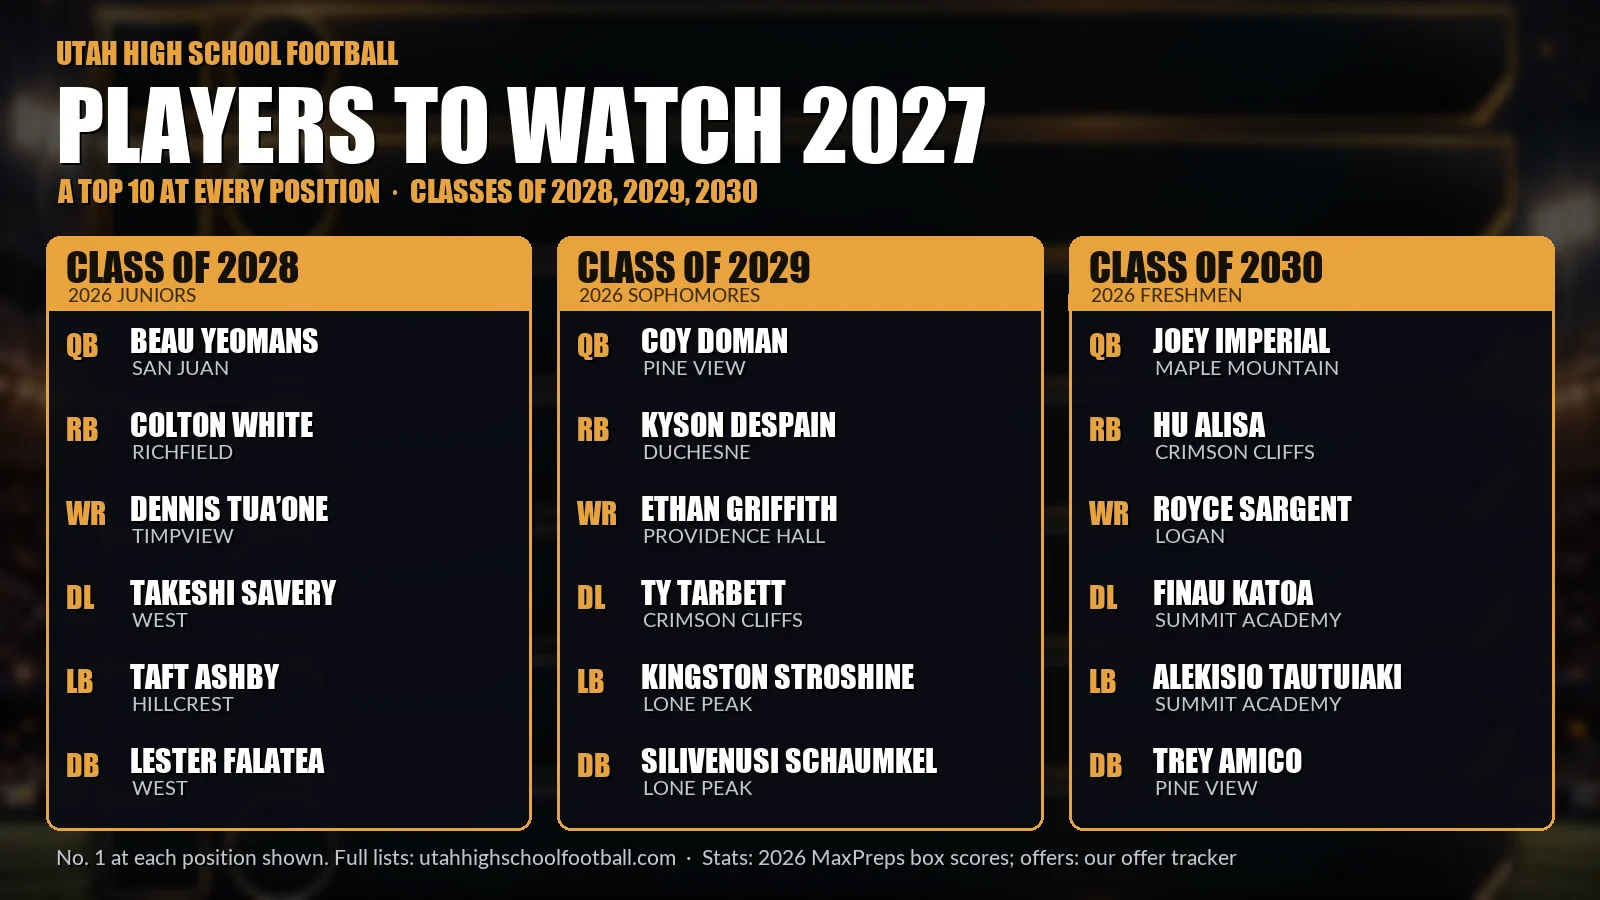 UTAH HIGH SCHOOL FOOTBALL
PLAYERS TO WATCH 2027
A TOP 10 AT EVERY POSITION · CLASSES OF 2028, 2029, 2030
CLASS OF 2028
2026 JUNIORS
QB BEAU YEOMANS
SAN JUAN
RB COLTON WHITE
RICHFIELD
WR DENNIS TUA’ONE
TIMPVIEW
DL TAKESHI SAVERY
WEST
LB TAFT ASHBY
HILLCREST
DB LESTER FALATEA
WEST
CLASS OF 2029
2026 SOPHOMORES
QB COY DOMAN
PINE VIEW
RB KYSON DESPAIN
DUCHESNE
WR ETHAN GRIFFITH
PROVIDENCE HALL
DL TY TARBETT
CRIMSON CLIFFS
LB KINGSTON STROSHINE
LONE PEAK
DB SILIVENUSI SCHAUMKEL
LONE PEAK
CLASS OF 2030
2026 FRESHMEN
QB JOEY IMPERIAL
MAPLE MOUNTAIN
RB HU ALISA
CRIMSON CLIFFS
WR ROYCE SARGENT
LOGAN
DL FINAU KATOA
SUMMIT ACADEMY
LB ALEKISIO TAUTUIAKI
SUMMIT ACADEMY
DB TREY AMICO
PINE VIEW
No. 1 at each position shown. Full lists: utahhighschoolfootball.com · Stats: 2026 MaxPreps box scores; offers: our offer tracker